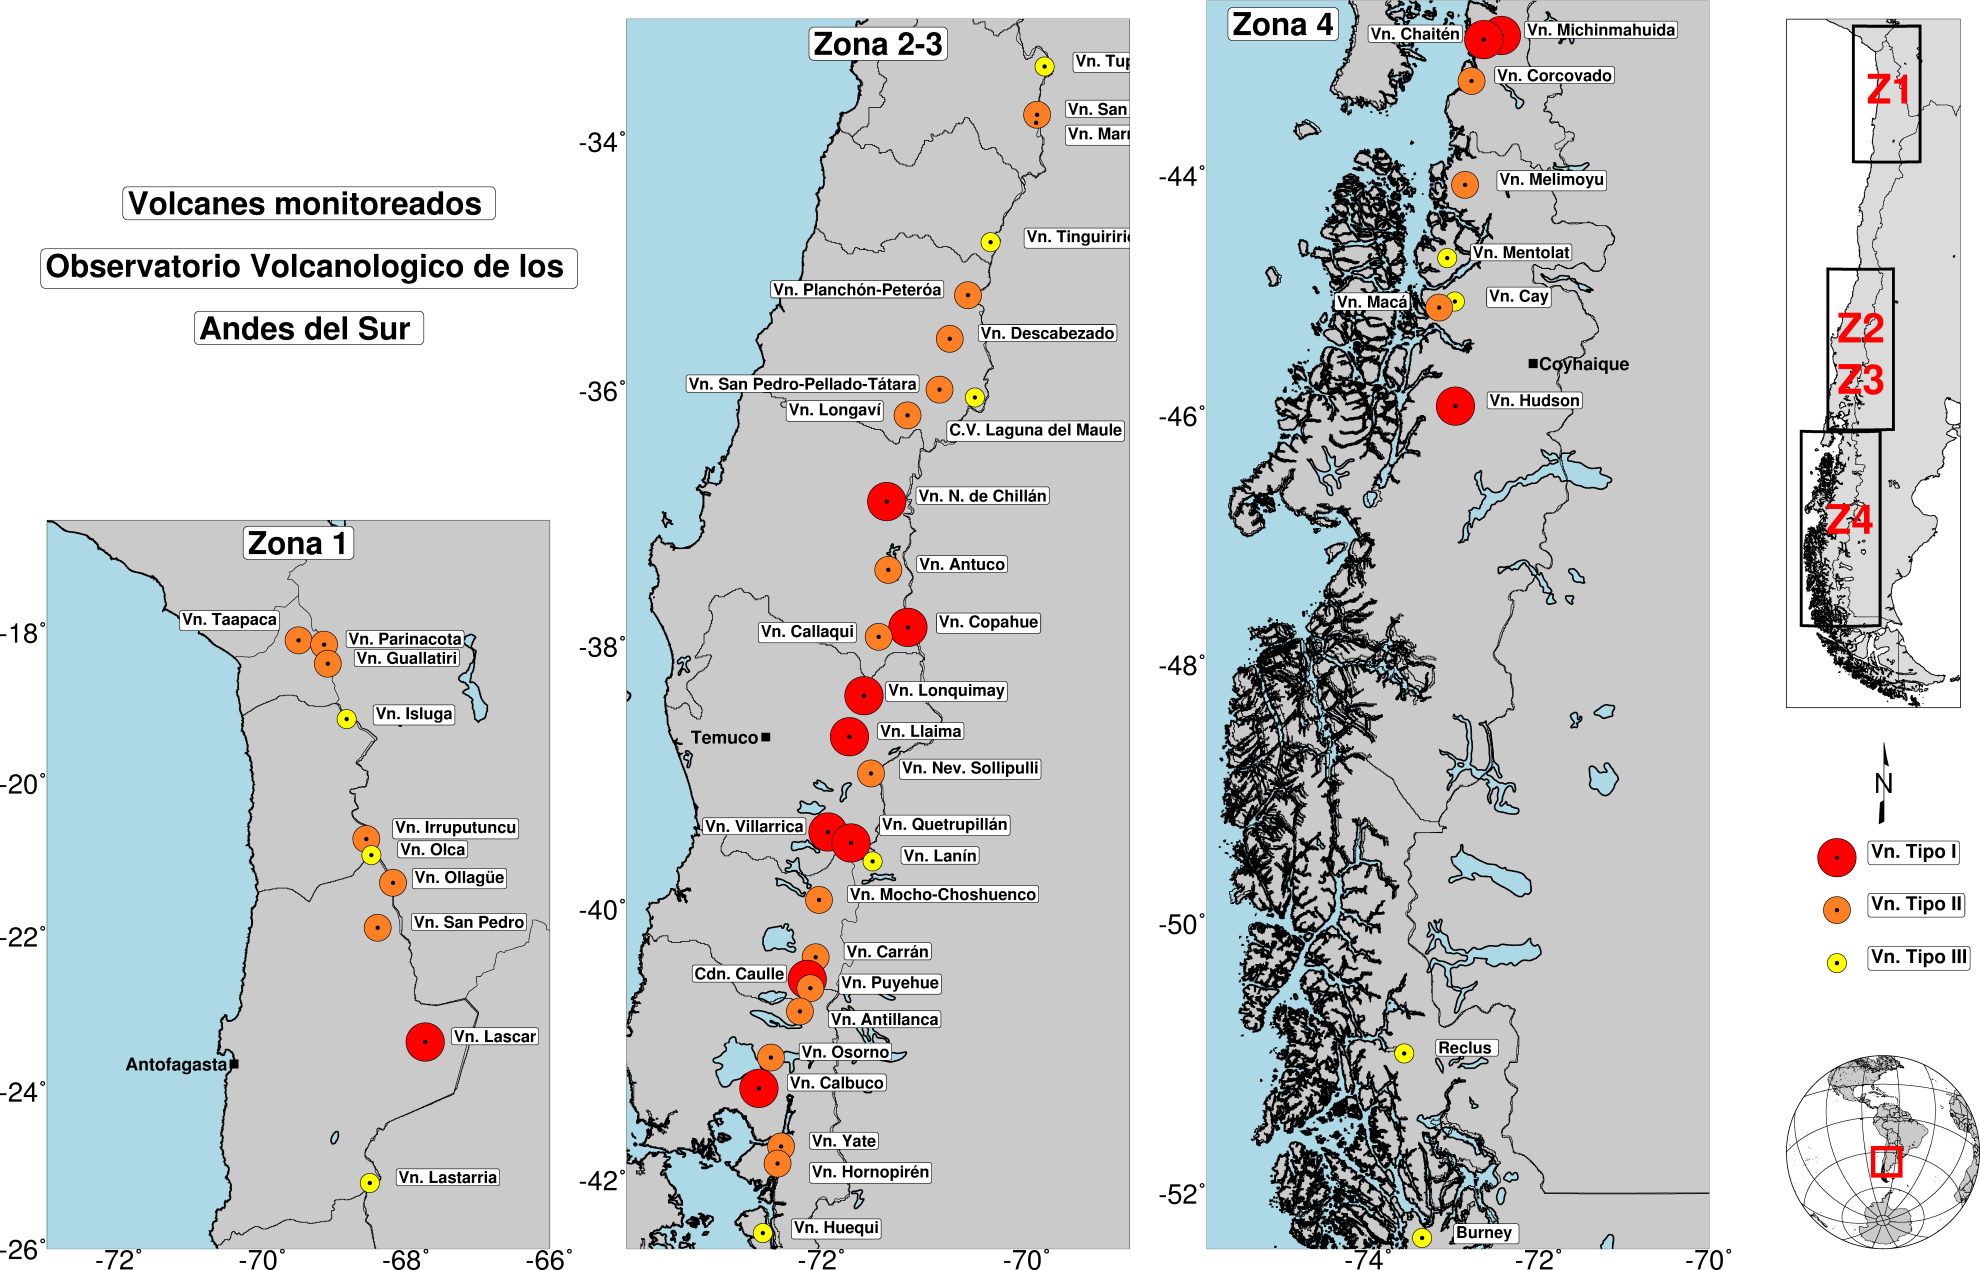 Volcanes monitoreados
Observatorio Volcanologico de los
Andes del Sur
Zona 1
Vn. Taapaca
Vn. Parinacota
Vn. Guallatiri
Vn. Isluga
Vn. Irruputuncu
Vn. Olca
Vn. Ollagüe
Vn. San Pedro
Vn. Lascar
Antofagasta
Vn. Lastarria
-18°
-20°
-22°
-24°
-26°
-72°
-70°
-68°
-66°
Zona 2-3
Vn. Tup
Vn. San
Vn. Marm
Vn. Tinguiriric
Vn. Planchón-Peteróa
Vn. Descabezado
Vn. San Pedro-Pellado-Tátara
Vn. Longaví
C.V. Laguna del Maule
Vn. N. de Chillán
Vn. Antuco
Vn. Copahue
Vn. Callaqui
Vn. Lonquimay
Vn. Llaima
Temuco
Vn. Nev. Sollipulli
Vn. Villarrica
Vn. Quetrupillán
Vn. Lanín
Vn. Mocho-Choshuenco
Vn. Carrán
Cdn. Caulle
Vn. Puyehue
Vn. Antillanca
Vn. Osorno
Vn. Calbuco
Vn. Yate
Vn. Hornopirén
Vn. Huequi
-34°
-36°
-38°
-40°
-42°
-72°
-70°
Zona 4
Vn. Chaitén
Vn. Michinmahuida
Vn. Corcovado
Vn. Melimoyu
Vn. Mentolat
Vn. Macá
Vn. Cay
Coyhaique
Vn. Hudson
Reclus
Burney
-44°
-46°
-48°
-50°
-52°
-74°
-72°
-70°
Z1
Z2
Z3
Z4
N
Vn. Tipo I
Vn. Tipo II
Vn. Tipo III